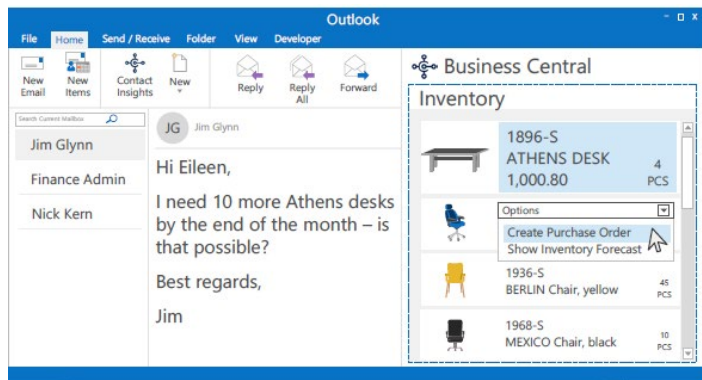 Outlook
File Home Send / Receive Folder View Developer
New Email
New Items
Contact Insights
New
Reply
Reply All
Forward
Search Current Mailbox
Jim Glynn
Finance Admin
Nick Kern
JG Jim Glynn
Hi Eileen,
I need 10 more Athens desks
by the end of the month – is
that possible?
Best regards,
Jim
Business Central
Inventory
1896-S
ATHENS DESK 4
1,000.80 PCS
Options
Create Purchase Order
Show Inventory Forecast
1936-S 45
BERLIN Chair, yellow PCS
1968-S 10
MEXICO Chair, black PCS